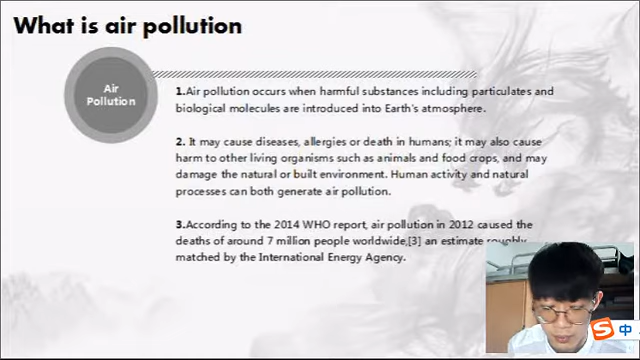 What is air pollution
Air
Pollution
1.Air pollution occurs when harmful substances including particulates and
biological molecules are introduced into Earth's atmosphere.
2. It may cause diseases, allergies or death in humans; it may also cause
harm to other living organisms such as animals and food crops, and may
damage the natural or built environment. Human activity and natural
processes can both generate air pollution.
3.According to the 2014 WHO report, air pollution in 2012 caused the
deaths of around 7 million people worldwide,[3] an estimate roughly
matched by the International Energy Agency.
S 中